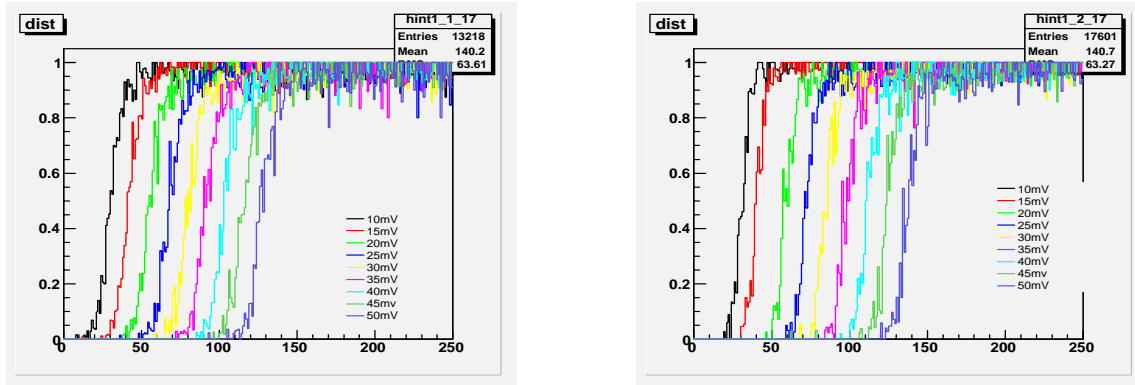 dist
hint1_1_17
Entries 13218
Mean 140.2
63.61
1
0.8
0.6
0.4
0.2
0
0 50 100 150 200 250
10mV
15mV
20mV
25mV
30mV
35mV
40mV
45mv
50mV
dist
hint1_2_17
Entries 17601
Mean 140.7
63.27
1
0.8
0.6
0.4
0.2
0
0 50 100 150 200 250
10mV
15mV
20mV
25mV
30mV
35mV
40mV
45mV
50mV